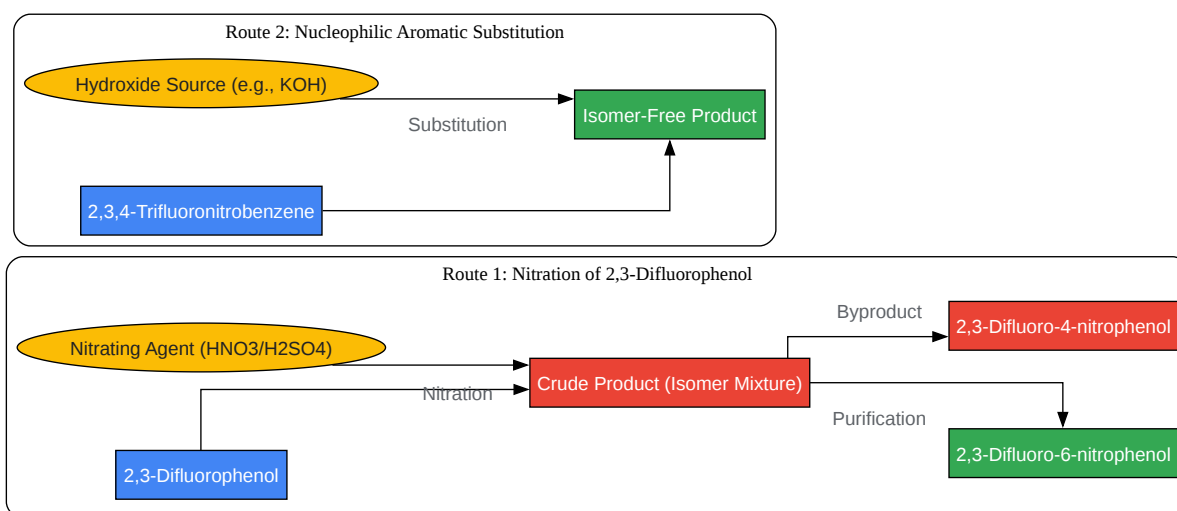 Route 2: Nucleophilic Aromatic Substitution
Hydroxide Source (e.g., KOH)
Substitution
Isomer-Free Product
2,3,4-Trifluoronitrobenzene
Route 1: Nitration of 2,3-Difluorophenol
Nitrating Agent (HNO3/H2SO4)
Nitration
2,3-Difluorophenol
Crude Product (Isomer Mixture)
Byproduct
2,3-Difluoro-4-nitrophenol
Purification
2,3-Difluoro-6-nitrophenol